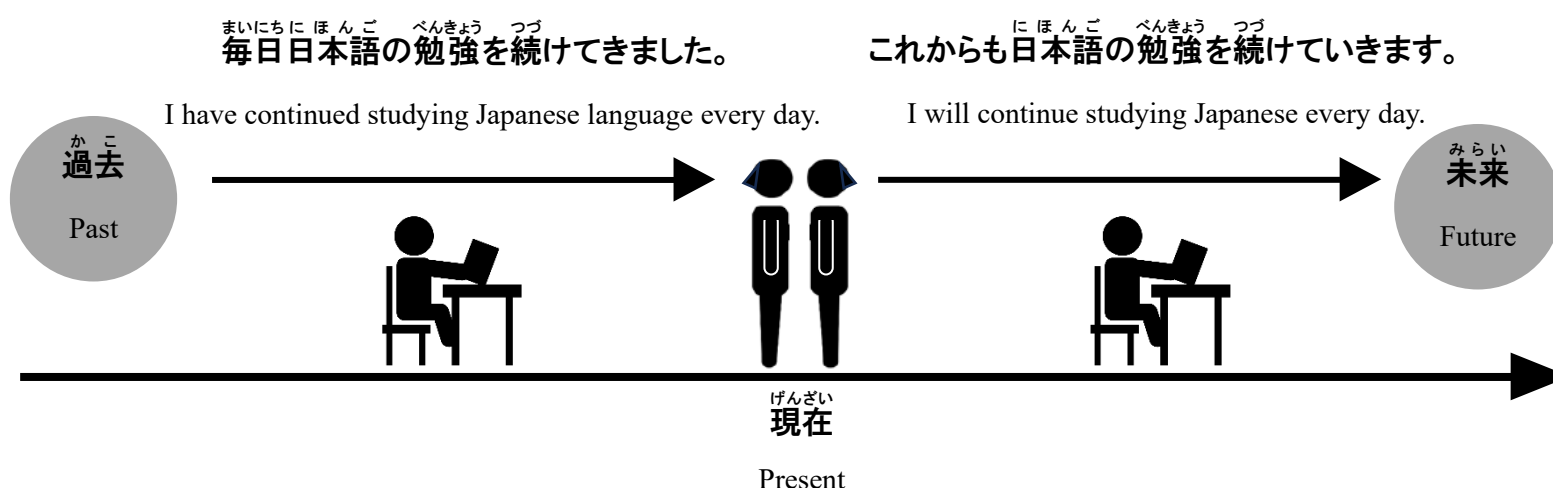 まいにち に ほ ん ご べんきょう つづ
毎日日本語の勉強を続けてきました。
に ほ ん ご べんきょう つづ
これからも日本語の勉強を続けていきます。
I have continued studying Japanese language every day.
I will continue studying Japanese every day.
か こ
過去
Past
み ら い
未来
Future
げんざい
現在
Present